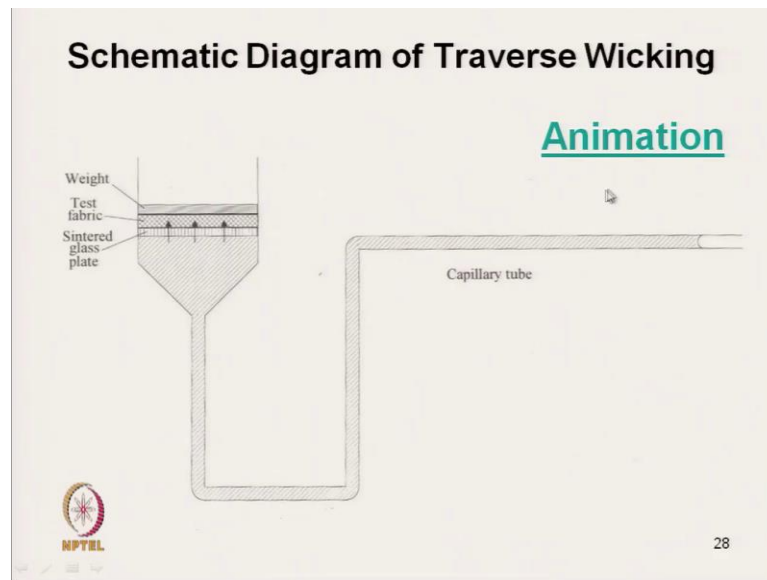 Schematic Diagram of Traverse Wicking
Animation
Weight
Test
fabric
Sintered
glass
plate
Capillary tube
NPTEL
28